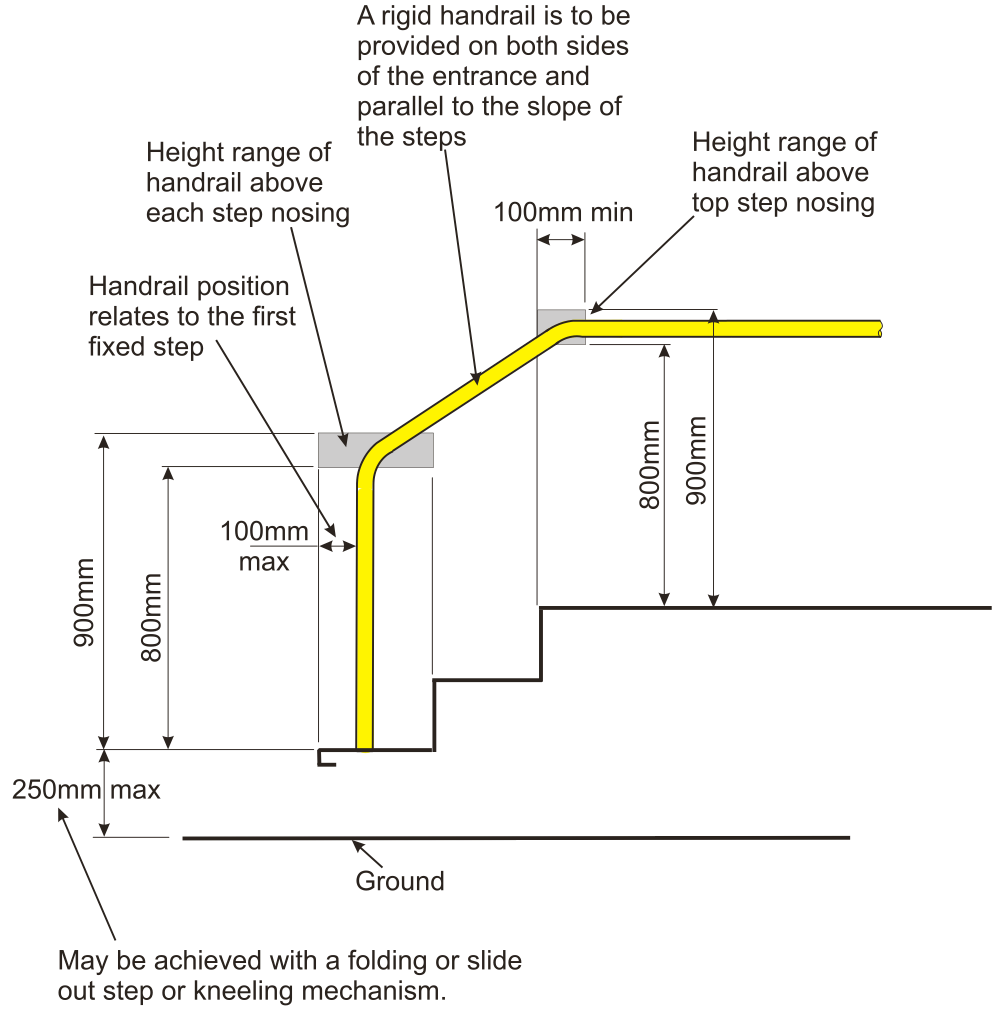 A rigid handrail is to be
provided on both sides
of the entrance and
parallel to the slope of
the steps
Height range of
handrail above
each step nosing
Height range of
handrail above
top step nosing
100mm min
Handrail position
relates to the first
fixed step
100mm
max
900mm
800mm
800mm
900mm
250mm max
Ground
May be achieved with a folding or slide
out step or kneeling mechanism.